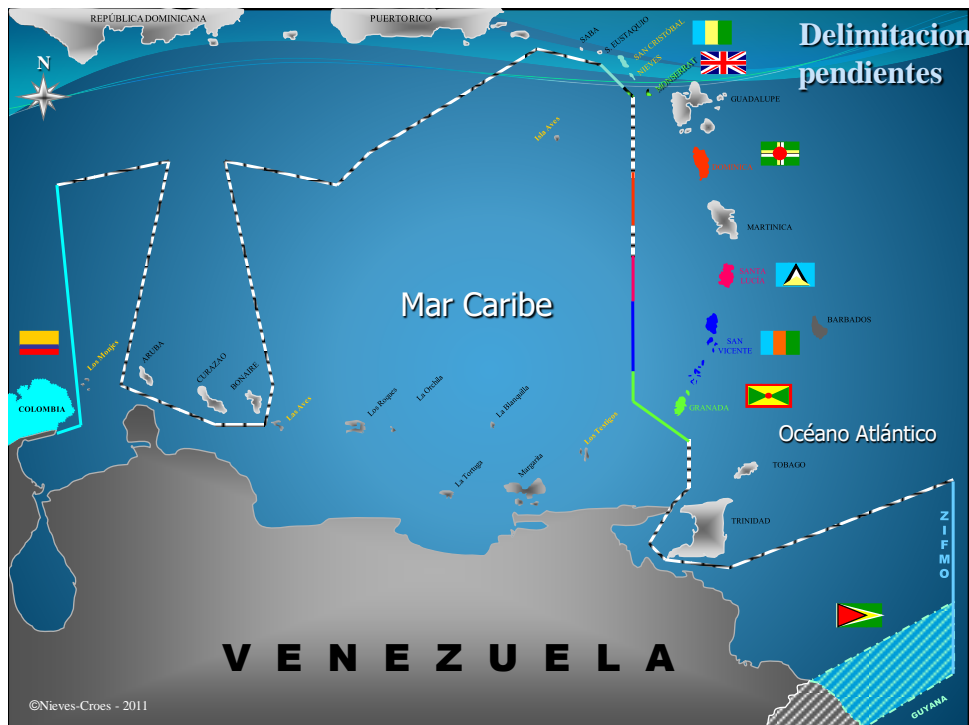 REPÚBLICA DOMINICANA
PUERTO RICO
SABA
S. EUSTAQUIO
SAN CRISTÓBAL
NIEVES
MONSERRAT
Delimitacion
pendientes
N
GUADALUPE
Isla Aves
DOMINICA
MARTINICA
SANTA
LUCÍA
Mar Caribe
BARBADOS
SAN
VICENTE
Los Monjes
ARUBA
CURAZAO
BONAIRE
Las Aves
Los Roques
La Orchila
La Blanquilla
Los Testigos
GRANADA
COLOMBIA
Océano Atlántico
La Tortuga
Margarita
TOBAGO
TRINIDAD
ZIFMO
VENEZUELA
GUYANA
©Nieves-Croes - 2011